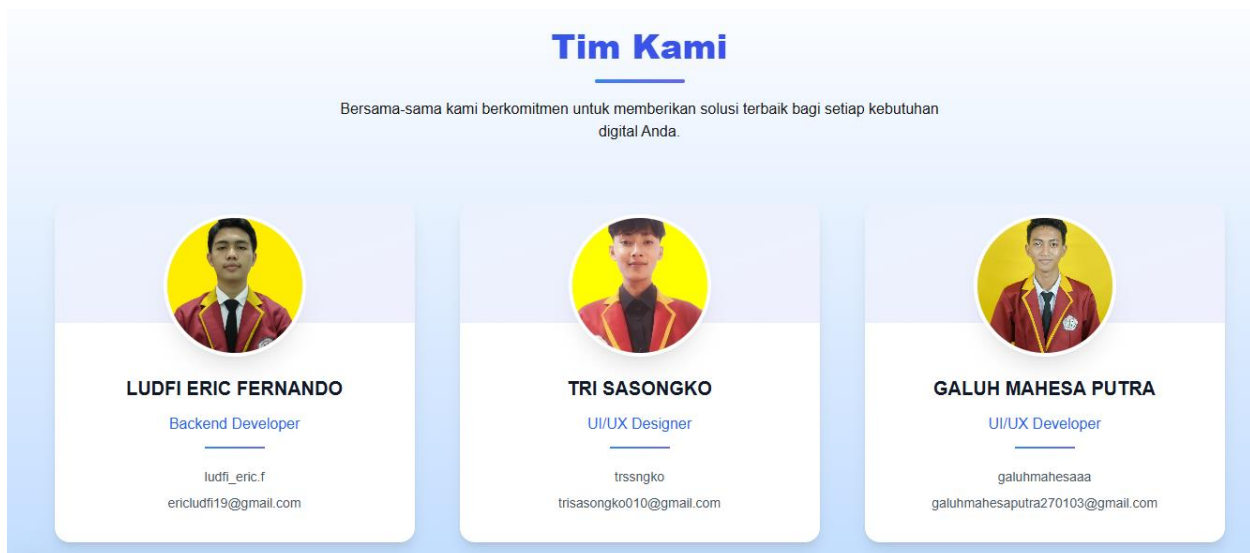 Tim Kami
Bersama-sama kami berkomitmen untuk memberikan solusi terbaik bagi setiap kebutuhan
digital Anda.
LUDFI ERIC FERNANDO
Backend Developer
ludfi_eric.f
ericludfi19@gmail.com
TRI SASONGKO
UI/UX Designer
trssngko
trisasongko010@gmail.com
GALUH MAHESA PUTRA
UI/UX Developer
galuhmahesaaa
galuhmahesaputra270103@gmail.com